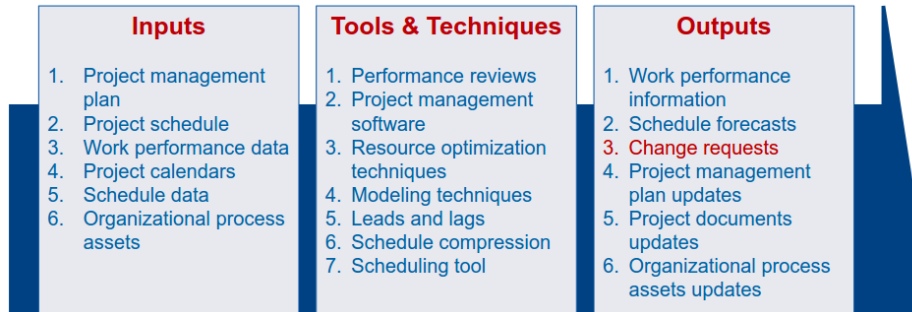 Inputs
1. Project management
plan
2. Project schedule
3. Work performance data
4. Project calendars
5. Schedule data
6. Organizational process
assets
Tools & Techniques
1. Performance reviews
2. Project management
software
3. Resource optimization
techniques
4. Modeling techniques
5. Leads and lags
6. Schedule compression
7. Scheduling tool
Outputs
1. Work performance
information
2. Schedule forecasts
3. Change requests
4. Project management
plan updates
5. Project documents
updates
6. Organizational process
assets updates